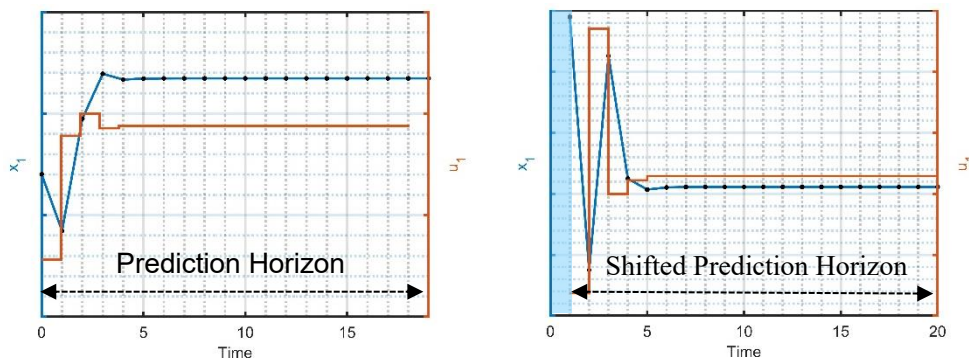 x1
u1
Prediction Horizon
0 5 10 15
Time
x1
u1
Shifted Prediction Horizon
0 5 10 15 20
Time